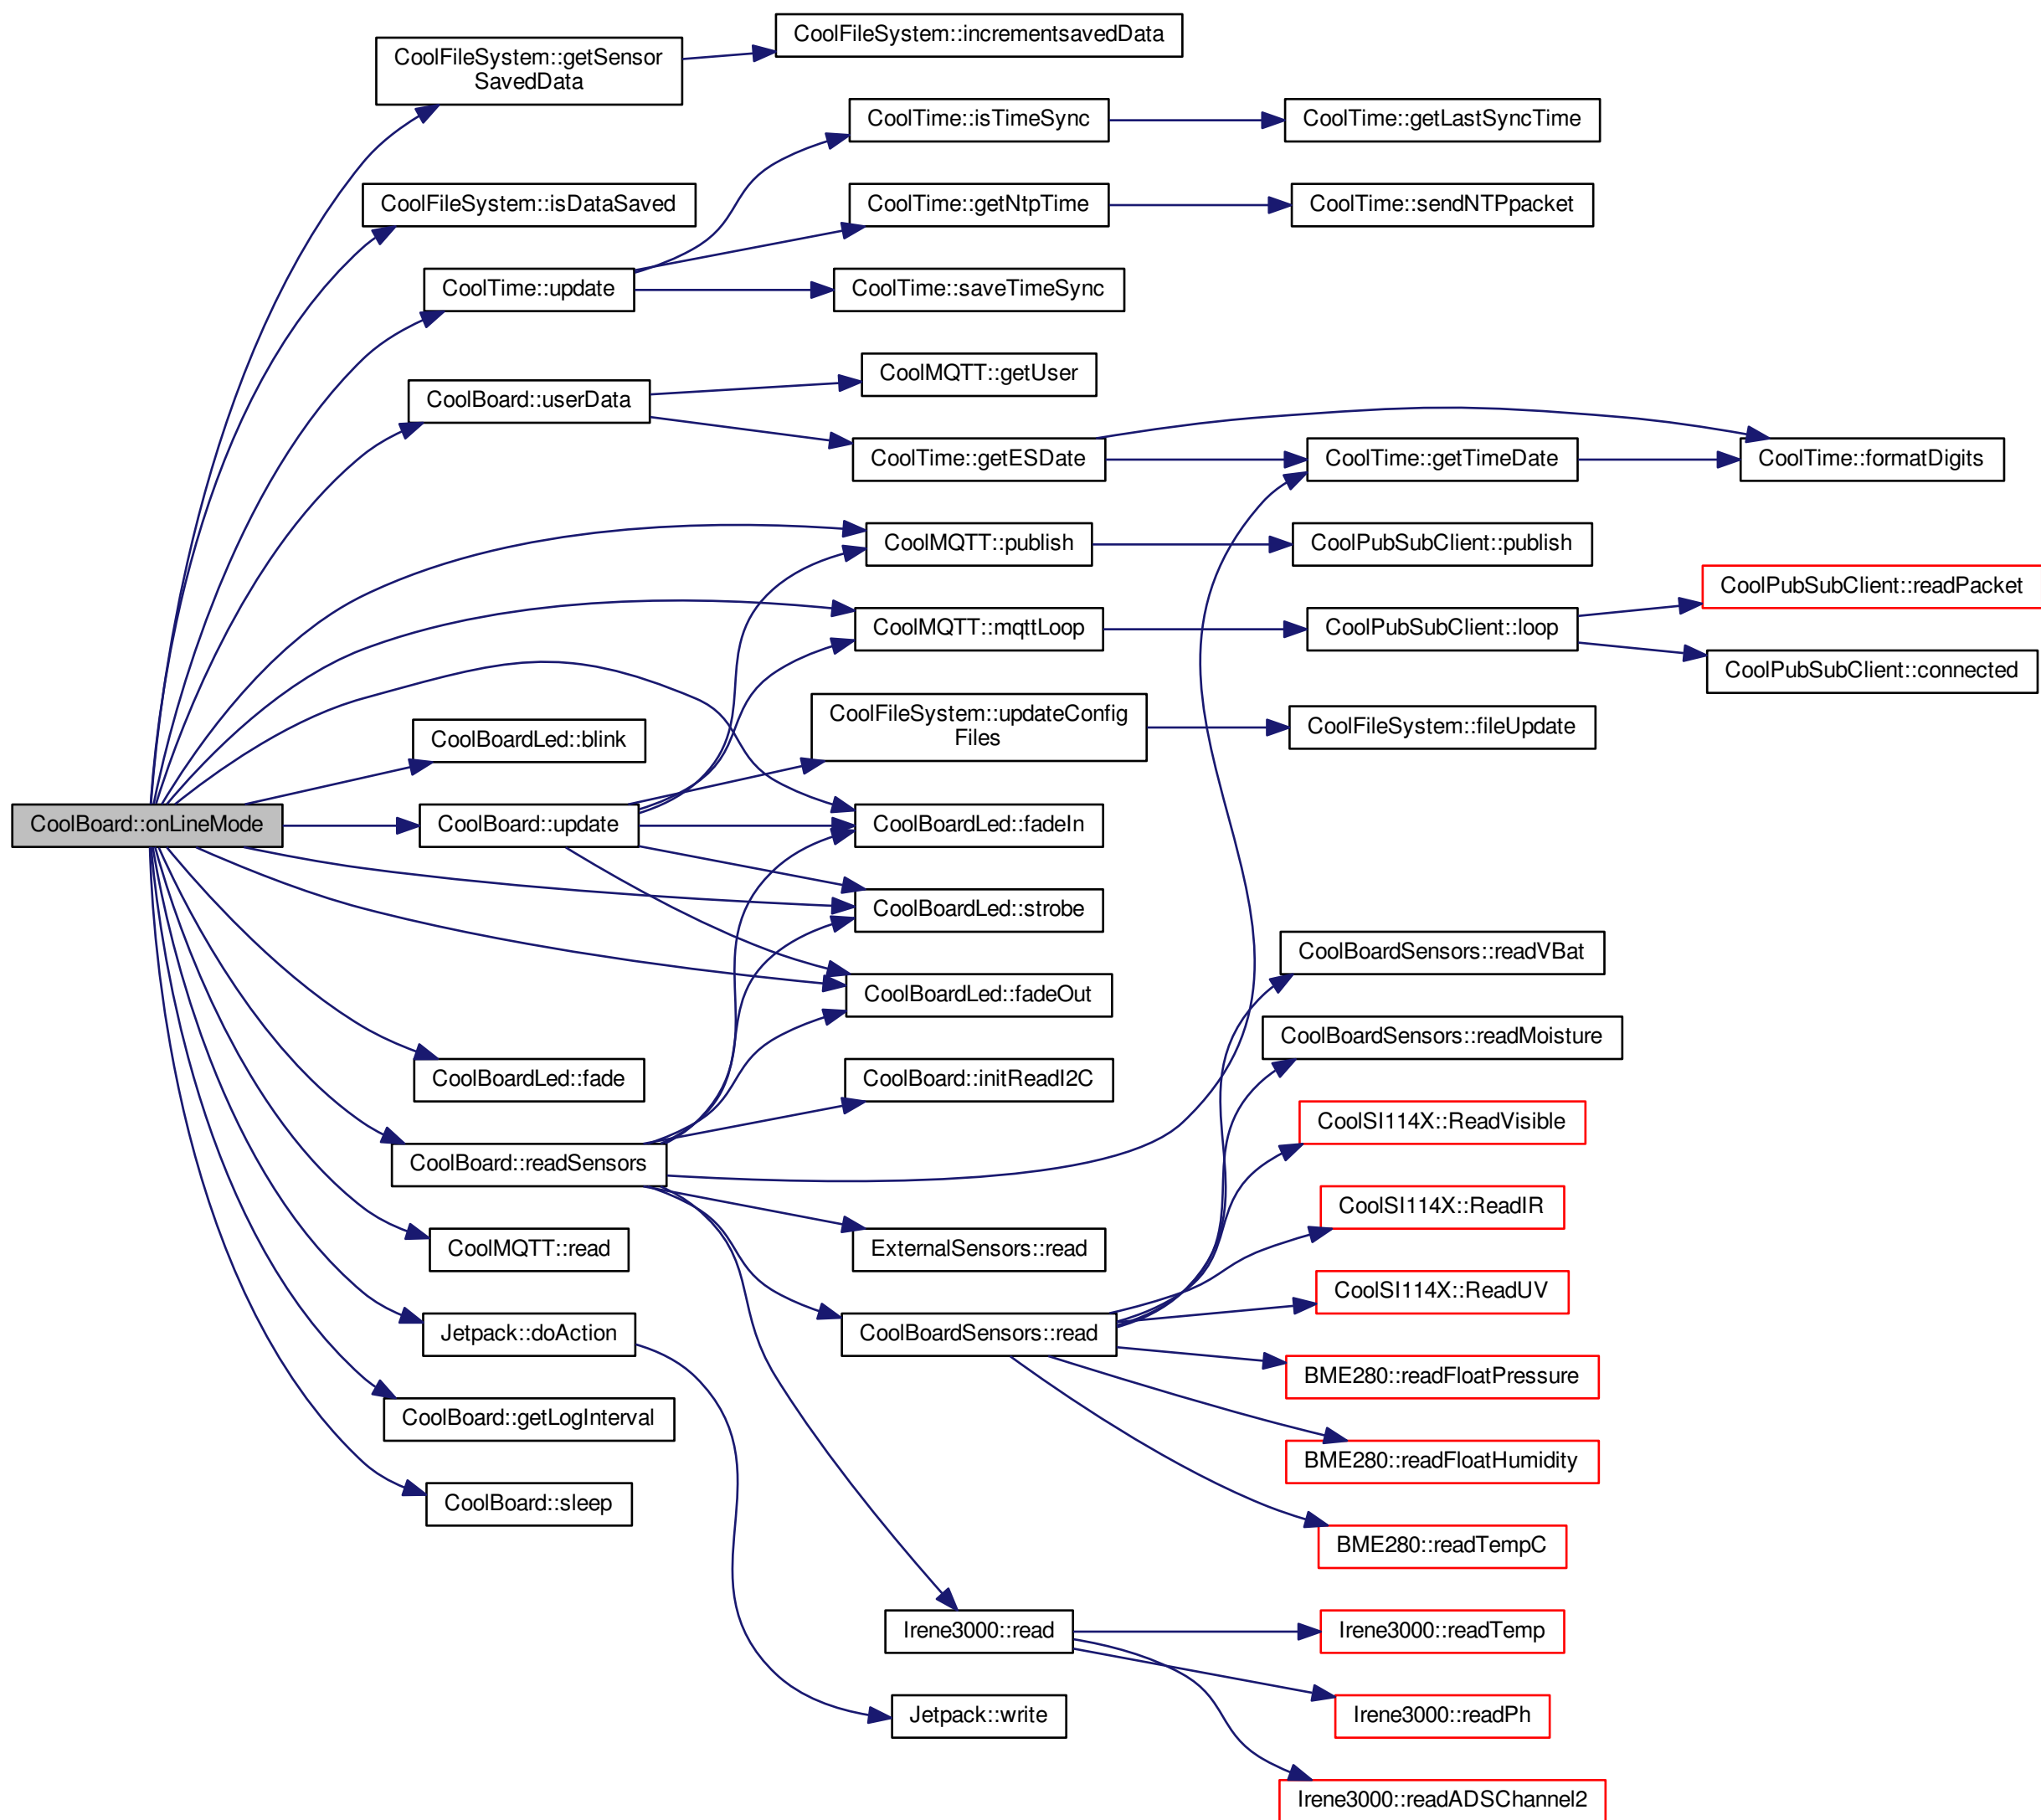 CoolFileSystem::incrementsavedData
CoolFileSystem::getSensor
SavedData
CoolTime::isTimeSync
CoolTime::getLastSyncTime
CoolFileSystem::isDataSaved
CoolTime::getNtpTime
CoolTime::sendNTPpacket
CoolTime::update
CoolTime::saveTimeSync
CoolMQTT::getUser
CoolBoard::userData
CoolTime::getESDate
CoolTime::getTimeDate
CoolTime::formatDigits
CoolMQTT::publish
CoolPubSubClient::publish
CoolPubSubClient::readPacket
CoolMQTT::mqttLoop
CoolPubSubClient::loop
CoolPubSubClient::connected
CoolFileSystem::updateConfig
Files
CoolFileSystem::fileUpdate
CoolBoardLed::blink
CoolBoard::onLineMode
CoolBoard::update
CoolBoardLed::fadeIn
CoolBoardLed::strobe
CoolBoardSensors::readVBat
CoolBoardLed::fadeOut
CoolBoardSensors::readMoisture
CoolBoardLed::fade
CoolBoard::initReadI2C
CoolSI114X::ReadVisible
CoolBoard::readSensors
CoolSI114X::ReadIR
CoolMQTT::read
ExternalSensors::read
CoolSI114X::ReadUV
Jetpack::doAction
CoolBoardSensors::read
BME280::readFloatPressure
CoolBoard::getLogInterval
BME280::readFloatHumidity
CoolBoard::sleep
BME280::readTempC
Irene3000::read
Irene3000::readTemp
Jetpack::write
Irene3000::readPh
Irene3000::readADSChannel2